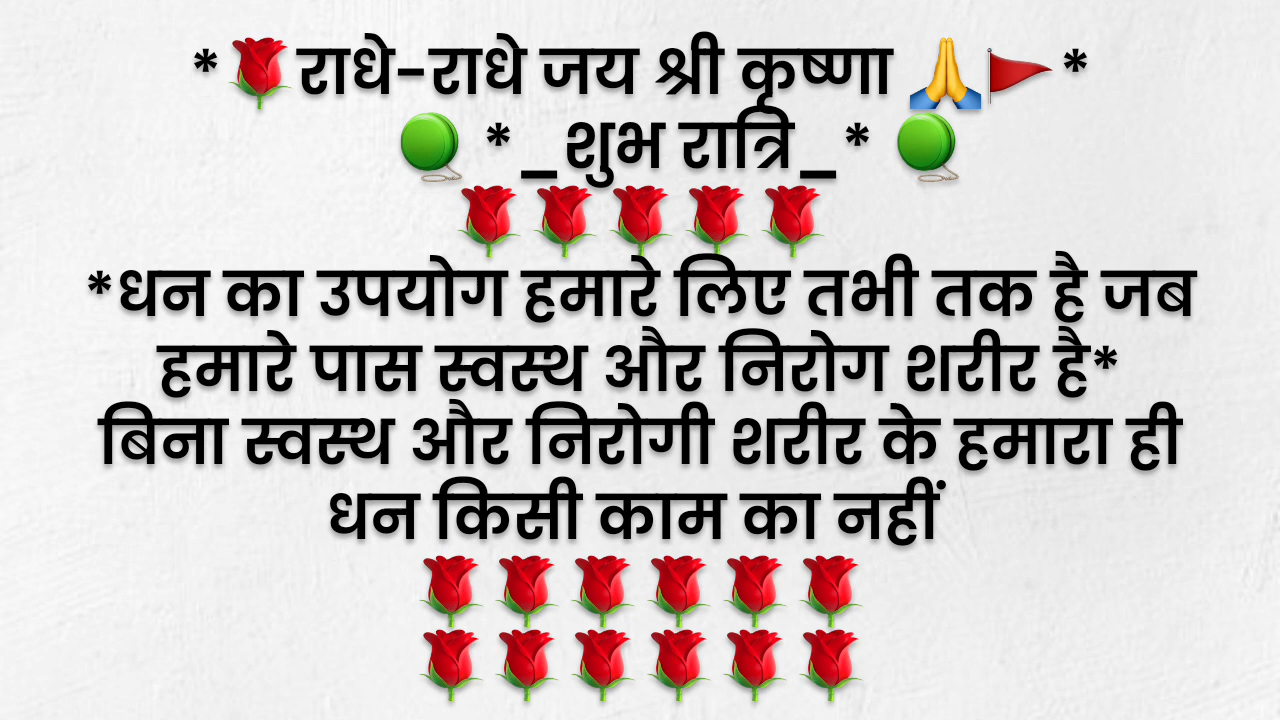 *🌹राधे-राधे जय श्री कृष्णा 🙏🚩*
🪀 *_शुभ रात्रि_* 🪀
🌹🌹🌹🌹🌹
*धन का उपयोग हमारे लिए तभी तक है जब
हमारे पास स्वस्थ और निरोग शरीर है*
बिना स्वस्थ और निरोगी शरीर के हमारा ही
धन किसी काम का नहीं
🌹🌹🌹🌹🌹🌹
🌹🌹🌹🌹🌹🌹